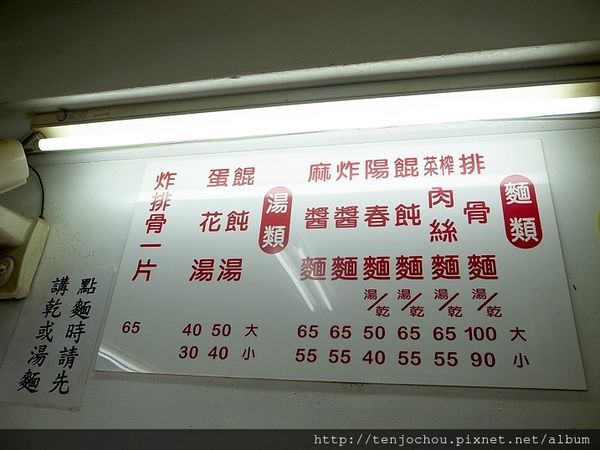 麵類
排骨麵 湯/乾 100 90
榨菜肉絲麵 湯/乾 65 55
餛飩麵 湯/乾 65 55
陽春麵 湯/乾 50 40
炸醬麵 65 55
麻醬麵 65 55
大 小
湯類
餛飩湯 50 40
蛋花湯 40 30
大 小
炸排骨一片 65
點麵時請先
講乾或湯麵
http://tenjochou.pixnet.net/album